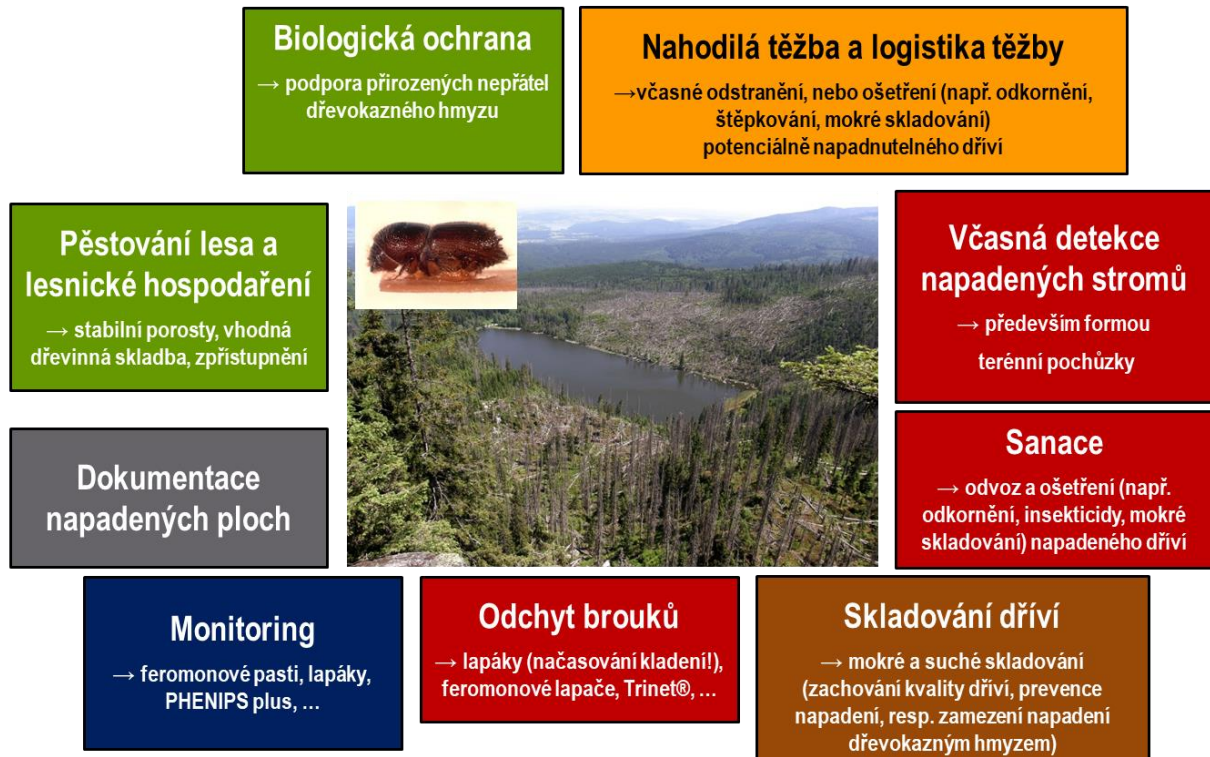 Biologická ochrana
→ podpora přirozených nepřátel
dřevokazného hmyzu
Nahodilá těžba a logistika těžby
→včasné odstranění, nebo ošetření (např. odkornění,
štěpkování, mokré skladování)
potenciálně napadnutelného dříví
Pěstování lesa a
lesnické hospodaření
→ stabilní porosty, vhodná
dřevinná skladba, zpřístupnění
Včasná detekce
napadených stromů
→ především formou
terénní pochůzky
Dokumentace
napadených ploch
Sanace
→ odvoz a ošetření (např.
odkornění, insekticidy, mokré
skladování) napadeného dříví
Monitoring
→ feromonové pasti, lapáky,
PHENIPS plus, …
Odchyt brouků
→ lapáky (načasování kladení!),
feromonové lapače, Trinet®, …
Skladování dříví
→ mokré a suché skladování
(zachování kvality dříví, prevence
napadení, resp. zamezení napadení
dřevokazným hmyzem)